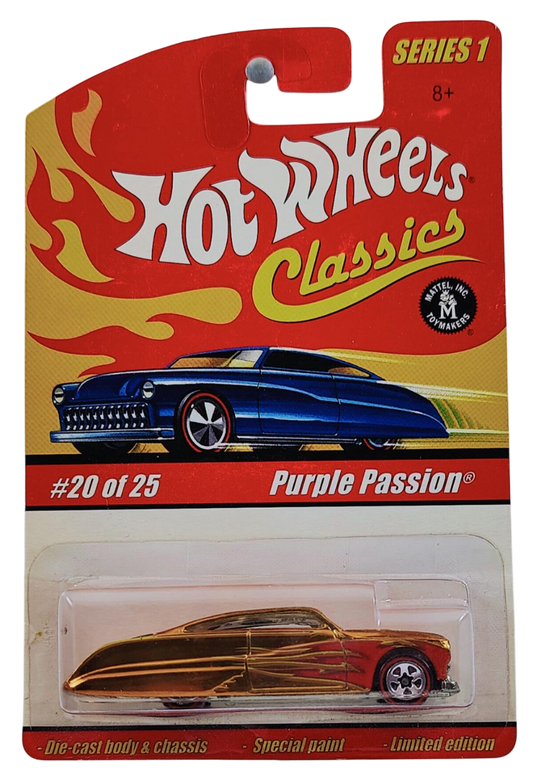 SERIES 1
8+
Hot Wheels®
Classics
MATTEL, INC.
M
TOYMAKERS
©
#20 of 25
Purple Passion®
- Die-cast body & chassis - Special paint - Limited edition